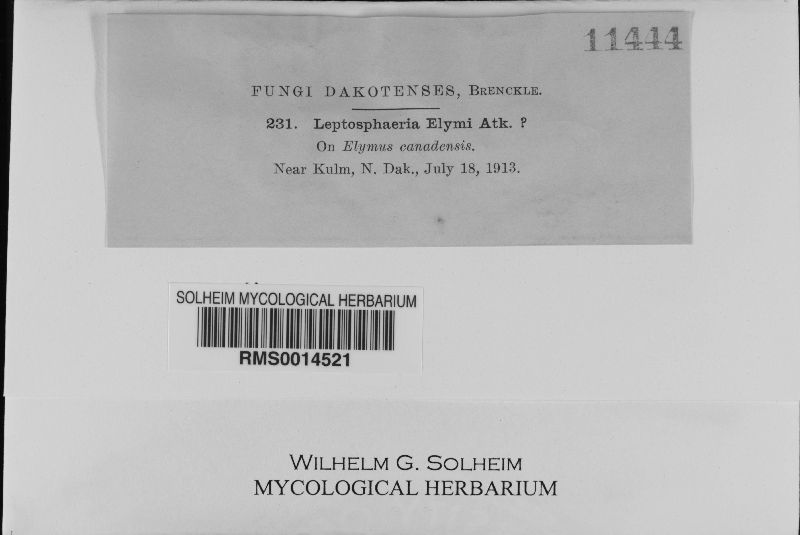 11444
FUNGI DAKOTENSES, BRENCKLE.
231. Leptosphaeria Elymi Atk. ?
On Elymus canadensis.
Near Kulm, N. Dak., July 18, 1913.
SOLHEIM MYCOLOGICAL HERBARIUM
RMS0014521
WILHELM G. SOLHEIM
MYCOLOGICAL HERBARIUM